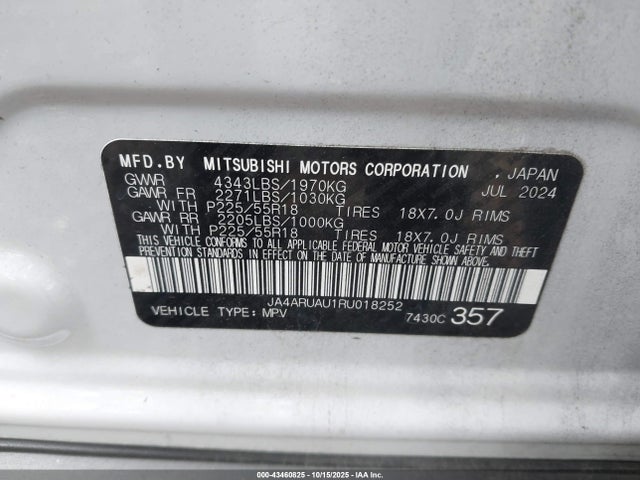 MFD.BY MITSUBISHI MOTORS CORPORATION . JAPAN
GVWR 4343LBS/1970KG JUL 2024
GAWR FR 2271LBS/1030KG
WITH P225/55R18 TIRES 18X7.0J RIMS
GAWR RR 2205LBS/1000KG
WITH P225/55R18 TIRES 18X7.0J RIMS
THIS VEHICLE CONFORMS TO ALL APPLICABLE FEDERAL MOTOR VEHICLE SAFETY AND THEFT
PREVENTION STANDARDS IN EFFECT ON THE DATE OF MANUFACTURE SHOWN ABOVE.
JA4ARUAU1RU018252
VEHICLE TYPE: MPV 7430C 357
000-43460825 - 10/15/2025 - IAA Inc.